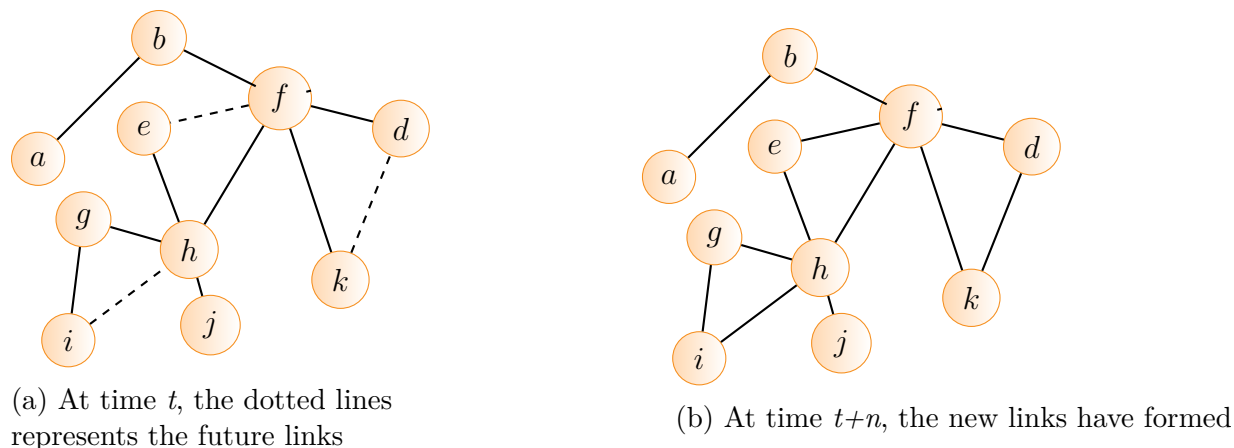 b
f
e
d
a
g
h
k
j
i
(a) At time t, the dotted lines
represents the future links
b
f
e
d
a
g
h
k
j
i
(b) At time t+n, the new links have formed